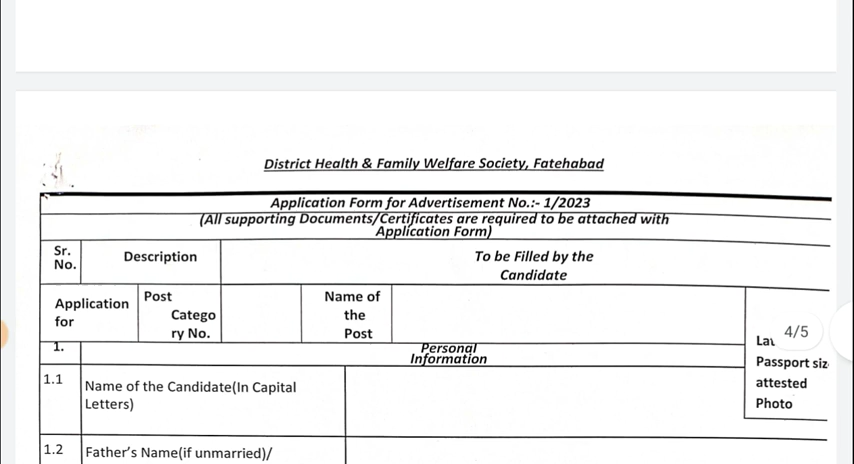 District Health & Family Welfare Society, Fatehabad
Application Form for Advertisement No.:- 1/2023
(All supporting Documents/Certificates are required to be attached with
Application Form)
Sr.
No.
Description
To be Filled by the
Candidate
Application
for
Post
Catego
ry No.
Name of
the
Post
4/5
Passport siz
attested
Photo
1.
Personal
Information
1.1
Name of the Candidate(In Capital
Letters)
1.2
Father's Name(if unmarried)/